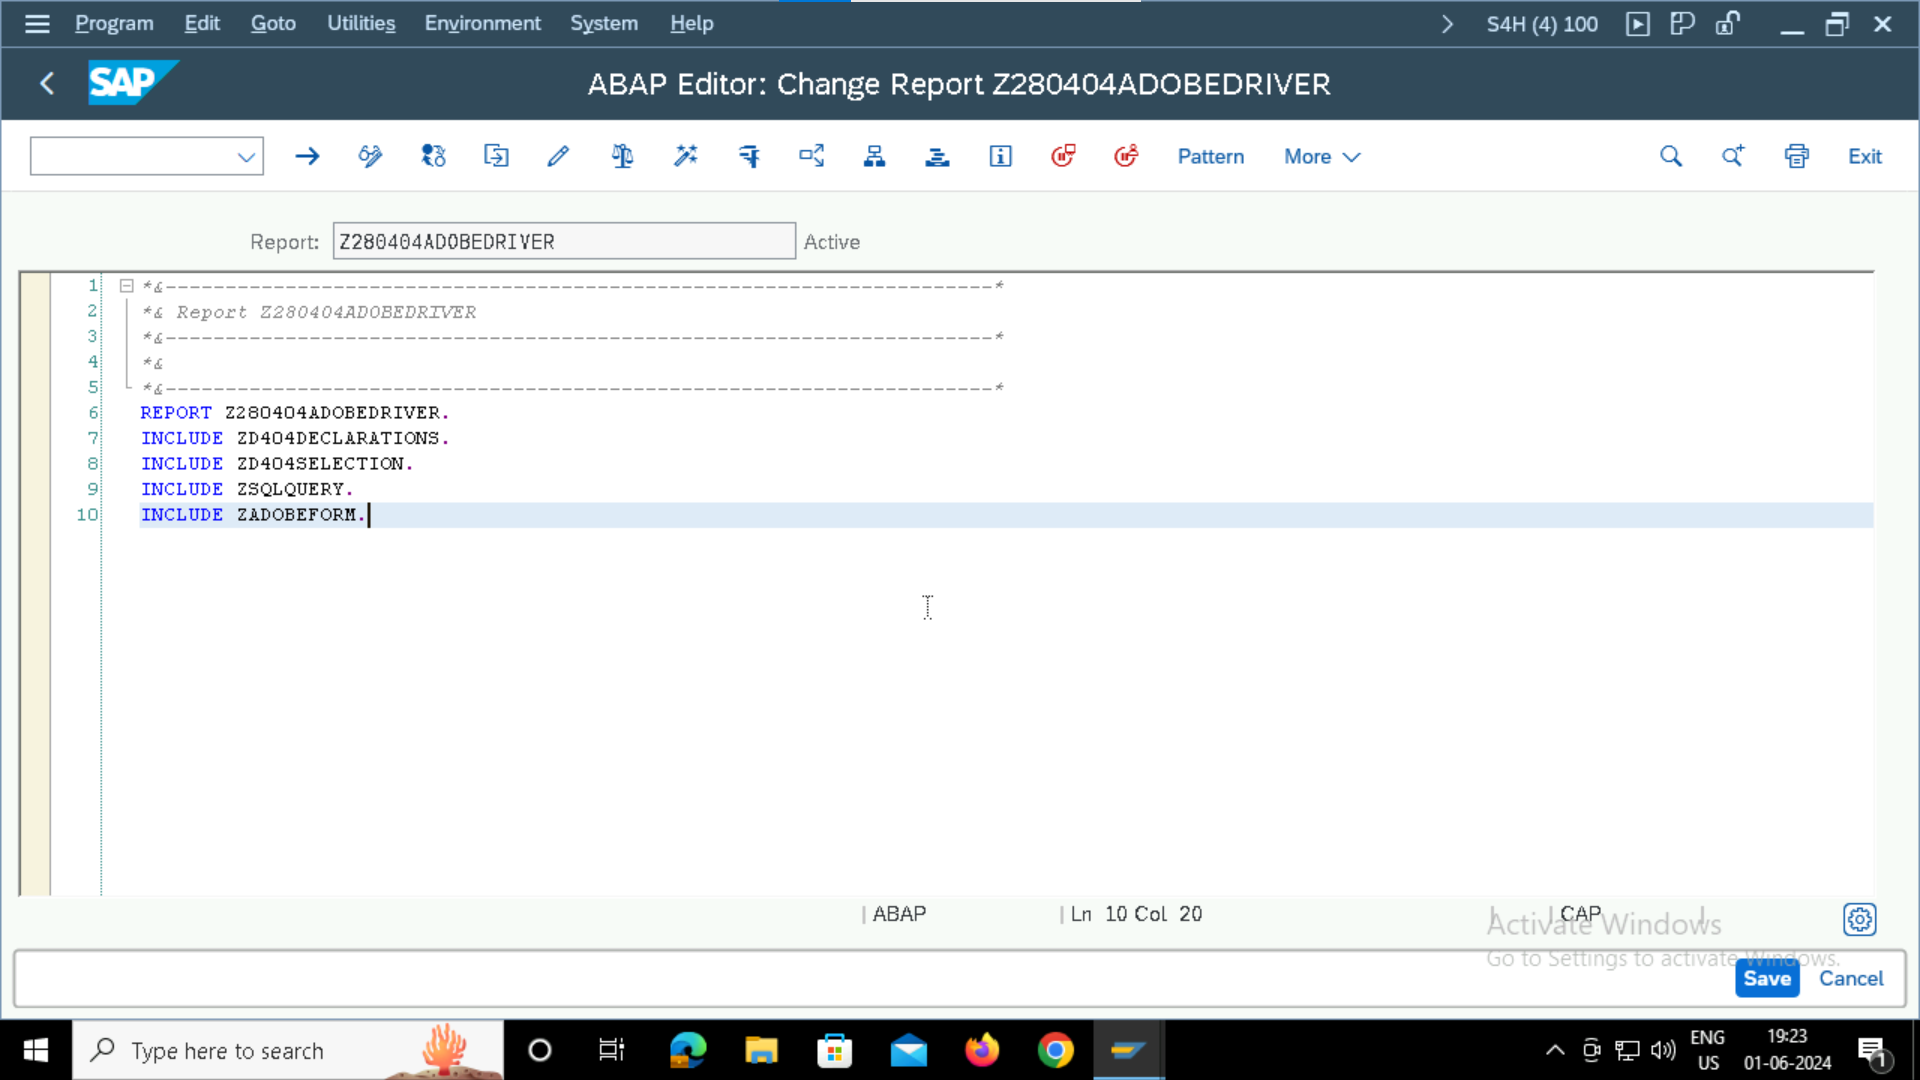 Program Edit Goto Utilities Environment System Help S4H (4) 100
SAP ABAP Editor: Change Report Z280404ADOBEDRIVER
Pattern More Exit
Report: Z280404ADOBEDRIVER Active
1 *&---------------------------------------------------------------------*
2 *& Report Z280404ADOBEDRIVER
3 *&---------------------------------------------------------------------*
4 *&
5 *&---------------------------------------------------------------------*
6 REPORT Z280404ADOBEDRIVER.
7 INCLUDE ZD404DECLARATIONS.
8 INCLUDE ZD404SELECTION.
9 INCLUDE ZSQLQUERY.
10 INCLUDE ZADOBEFORM.
ABAP Ln 10 Col 20 CAP
Activate Windows
Go to Settings to activate Windows.
Save Cancel
Type here to search
ENG 19:23
US 01-06-2024 1